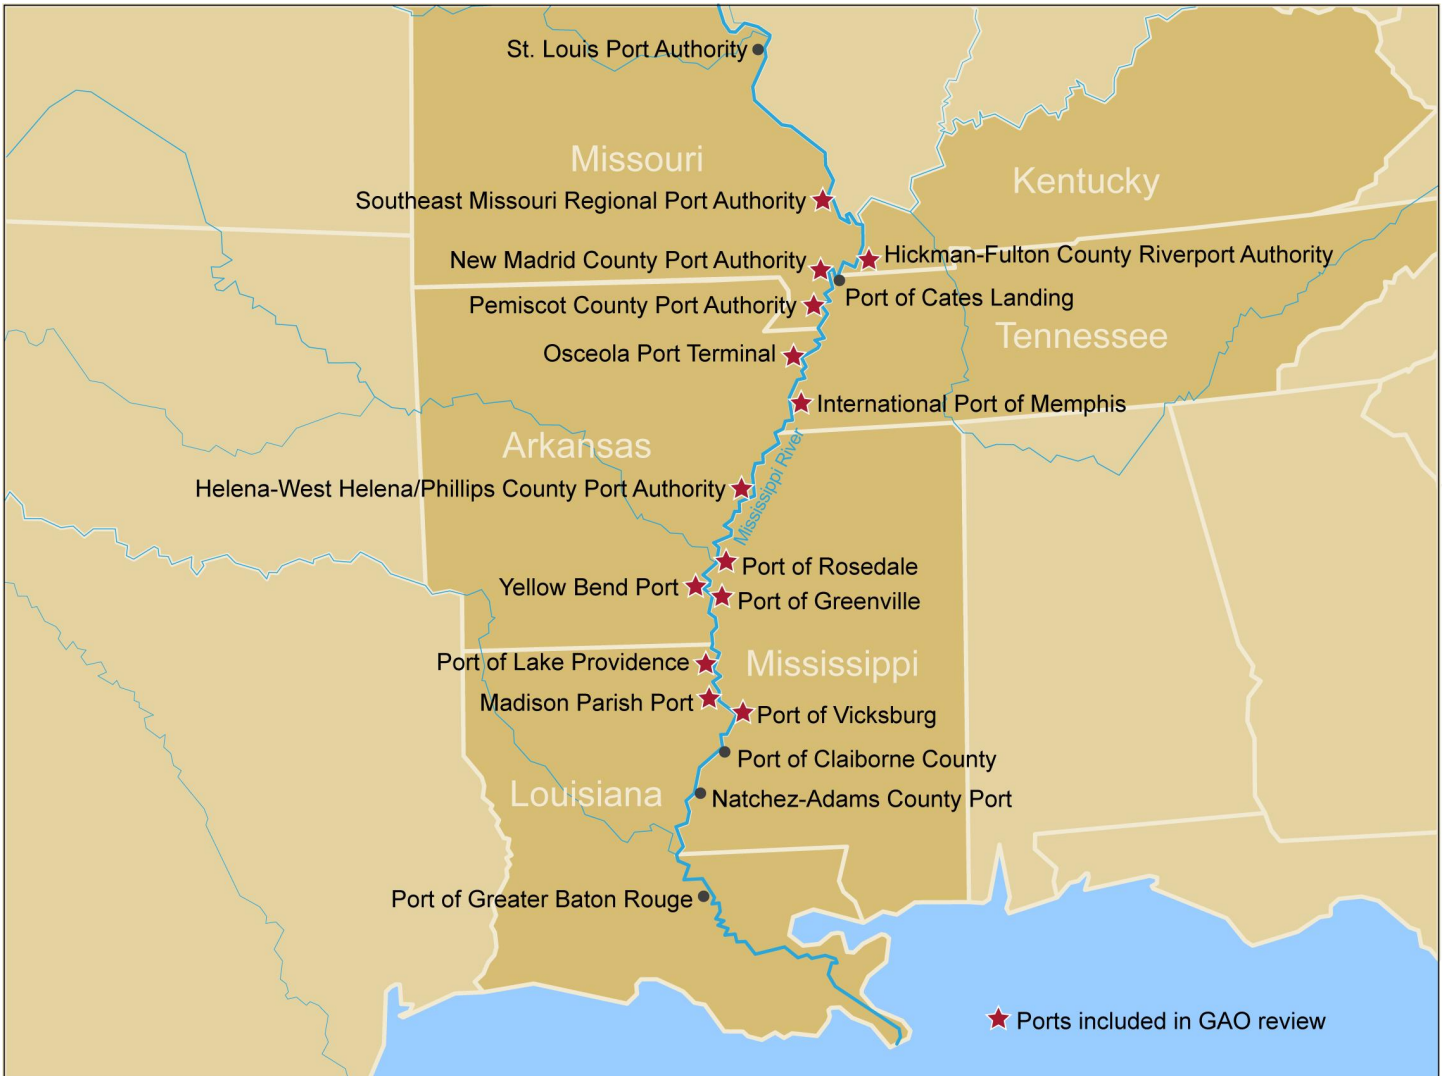 St. Louis Port Authority
Missouri
Kentucky
Southeast Missouri Regional Port Authority
New Madrid County Port Authority
Hickman-Fulton County Riverport Authority
Port of Cates Landing
Pemiscot County Port Authority
Tennessee
Osceola Port Terminal
International Port of Memphis
Arkansas
Mississippi River
Helena-West Helena/Phillips County Port Authority
Port of Rosedale
Yellow Bend Port
Port of Greenville
Port of Lake Providence
Mississippi
Madison Parish Port
Port of Vicksburg
Port of Claiborne County
Louisiana
Natchez-Adams County Port
Port of Greater Baton Rouge
Ports included in GAO review